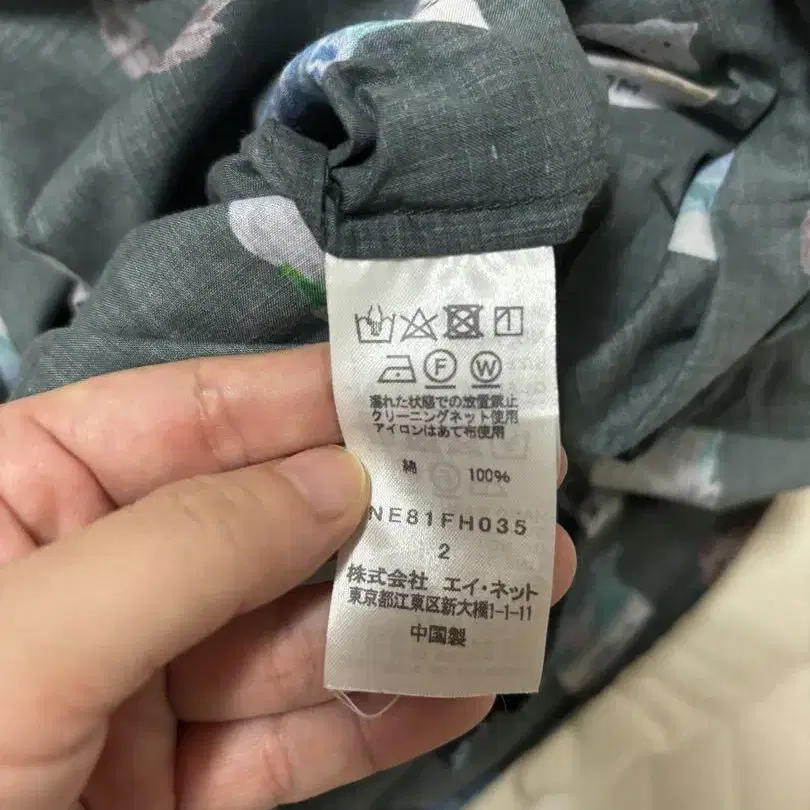 F W
濡れた状態での放置禁止
クリーニングネット使用
アイロンはあて布使用
綿 100%
NE81FH035
2
株式会社 エイ・ネット
東京都江東区新大橋1-1-11
中国製